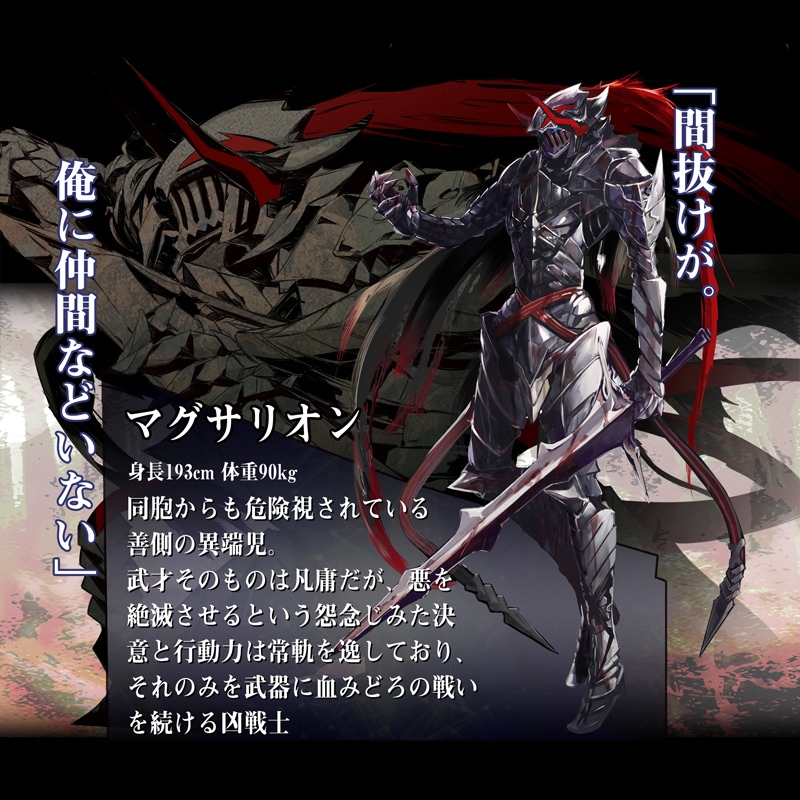 「間抜けが。
俺に仲間などいない」
マグサリオン
身長193cm 体重90kg
同胞からも危険視されている
善側の異端児。
武才そのものは凡庸だが、悪を
絶滅させるという怨念じみた決
意と行動力は常軌を逸しており、
それのみを武器に血みどろの戦い
を続ける凶戦士